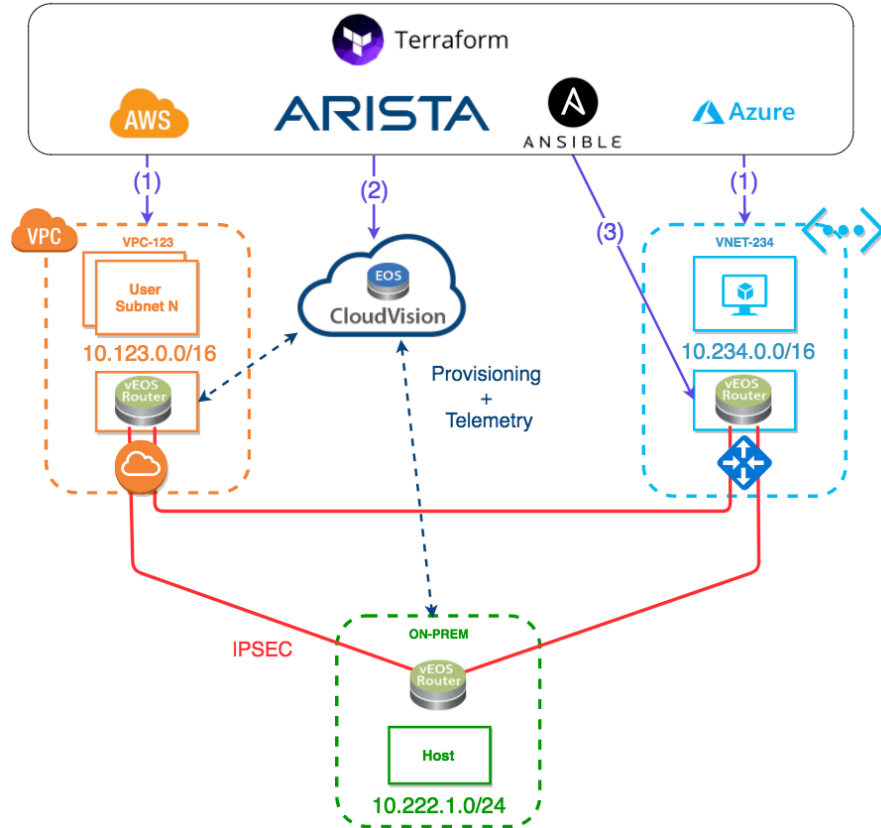 Terraform
AWS
ARISTA
ANSIBLE
Azure
(1)
(2)
(3)
(1)
VPC
VPC-123
User
Subnet N
10.123.0.0/16
vEOS
Router
EOS
CloudVision
Provisioning
+
Telemetry
VNET-234
10.234.0.0/16
vEOS
Router
IPSEC
ON-PREM
vEOS
Router
Host
10.222.1.0/24